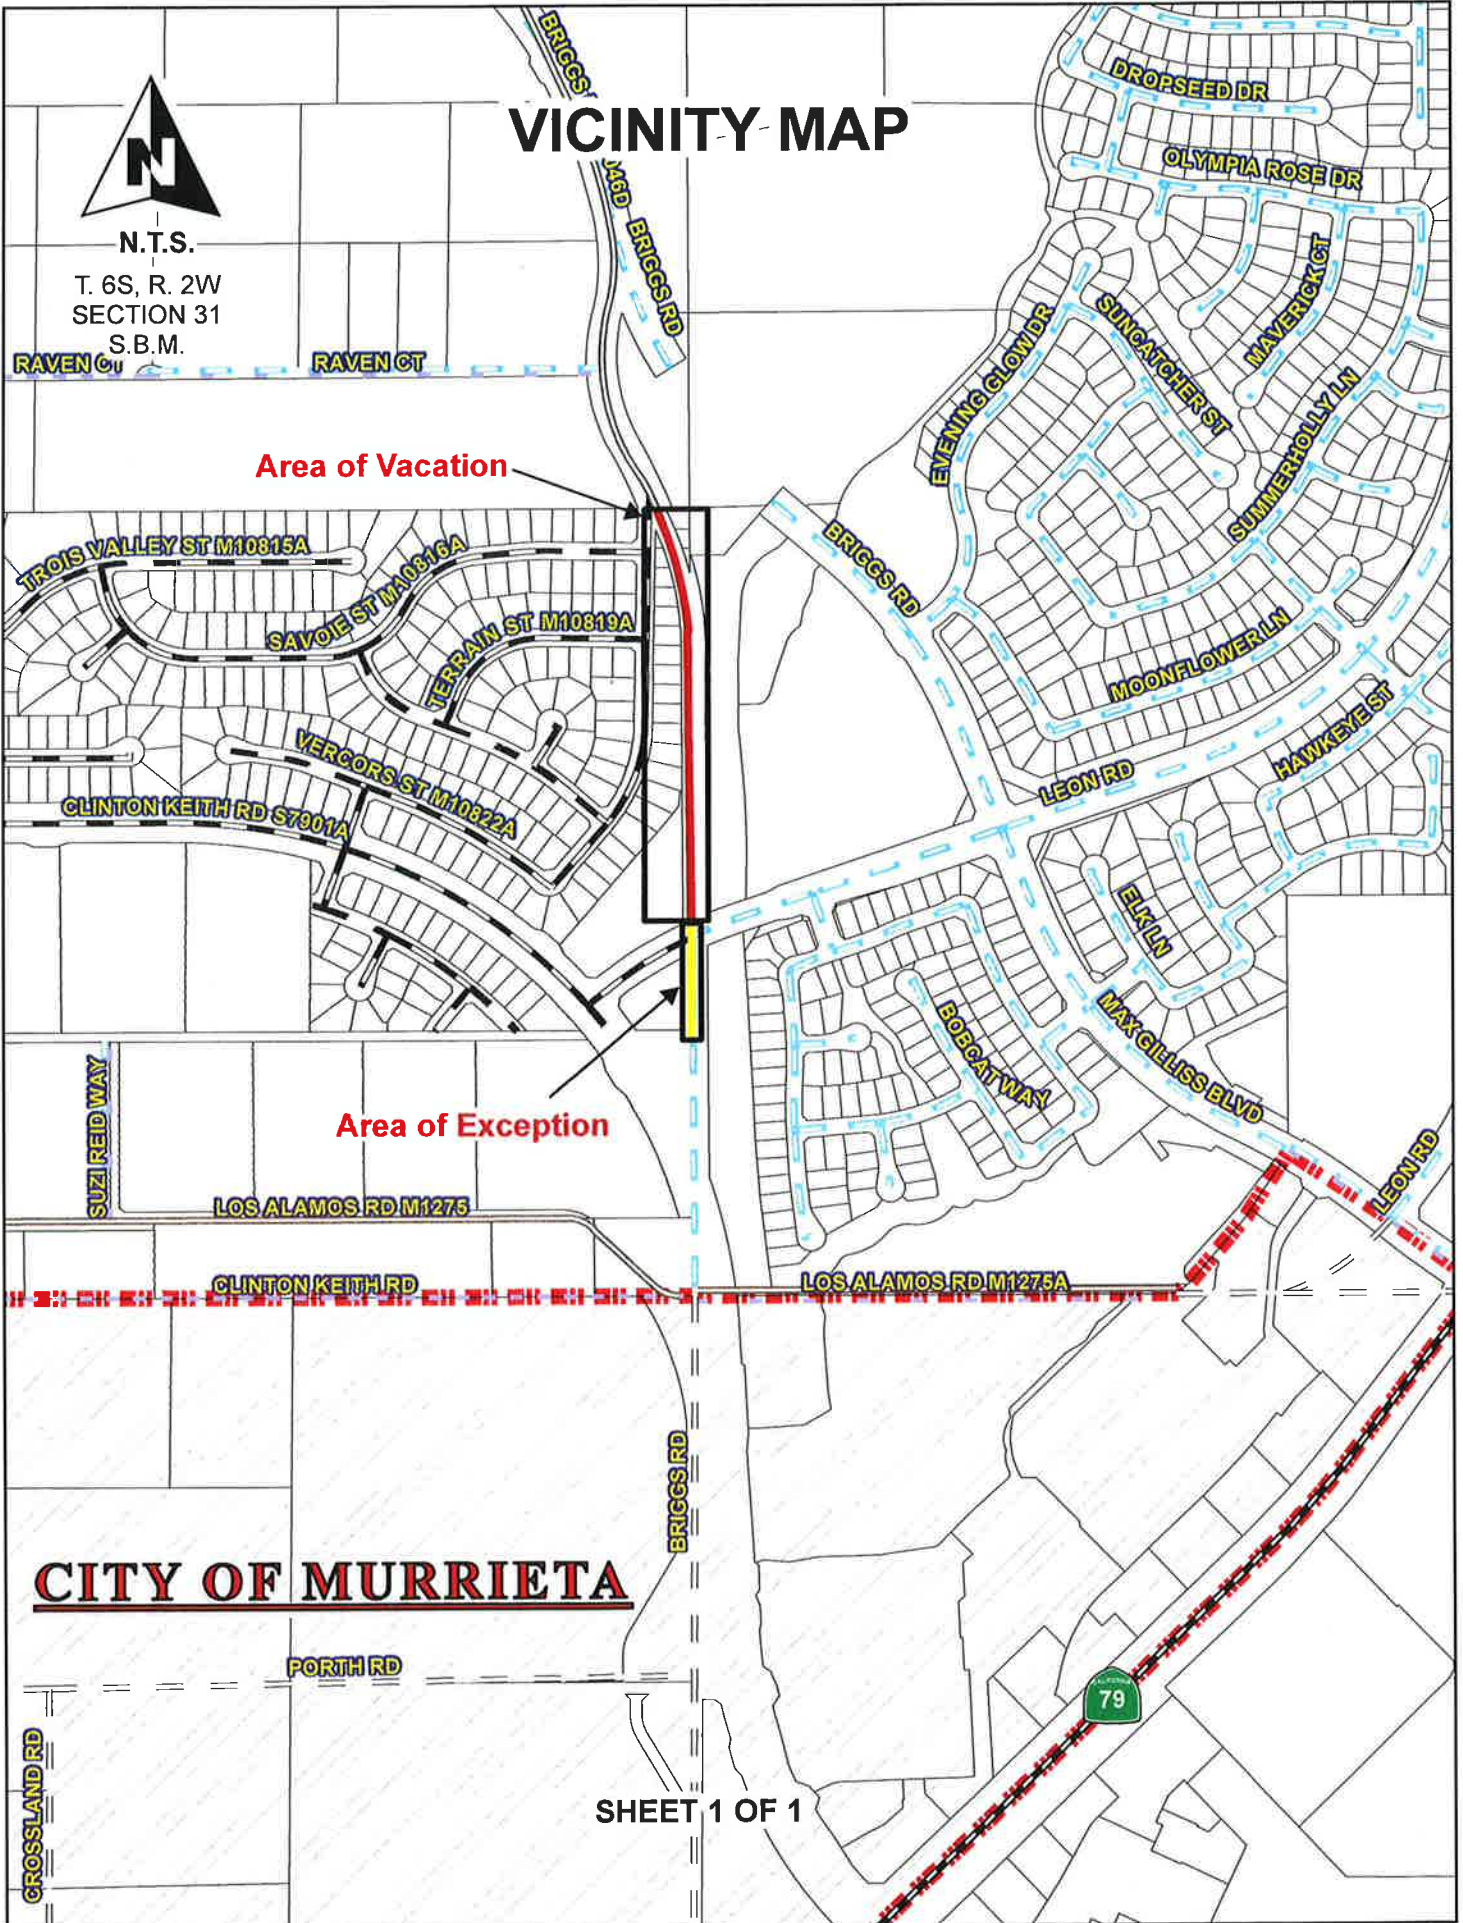 VICINITY MAP
N
N.T.S.
T. 6S, R. 2W
SECTION 31
S.B.M.
BRIGGS
046D
BRIGGS RD
DROPSEED DR
OLYMPIA ROSE DR
MAVERICK CT
SUNCATCHER ST
EVENING GLOW DR
SUMMERHOLLY LN
RAVEN CT
RAVEN CT
Area of Vacation
BRIGGS RD
TROIS VALLEY ST M10815A
SAVOIE ST M10816A
TERRAIN ST M10819A
MOONFLOWER LN
HAWKEYE ST
LEON RD
VERCORS ST M10822A
CLINTON KEITH RD S7901A
ELK LN
BOBCAT WAY
MAX GILLISS BLVD
SUZI REID WAY
Area of Exception
LEON RD
LOS ALAMOS RD M1275
CLINTON KEITH RD
LOS ALAMOS RD M1275A
BRIGGS RD
CITY OF MURRIETA
PORTH RD
CALIFORNIA
79
CROSSLAND RD
SHEET 1 OF 1